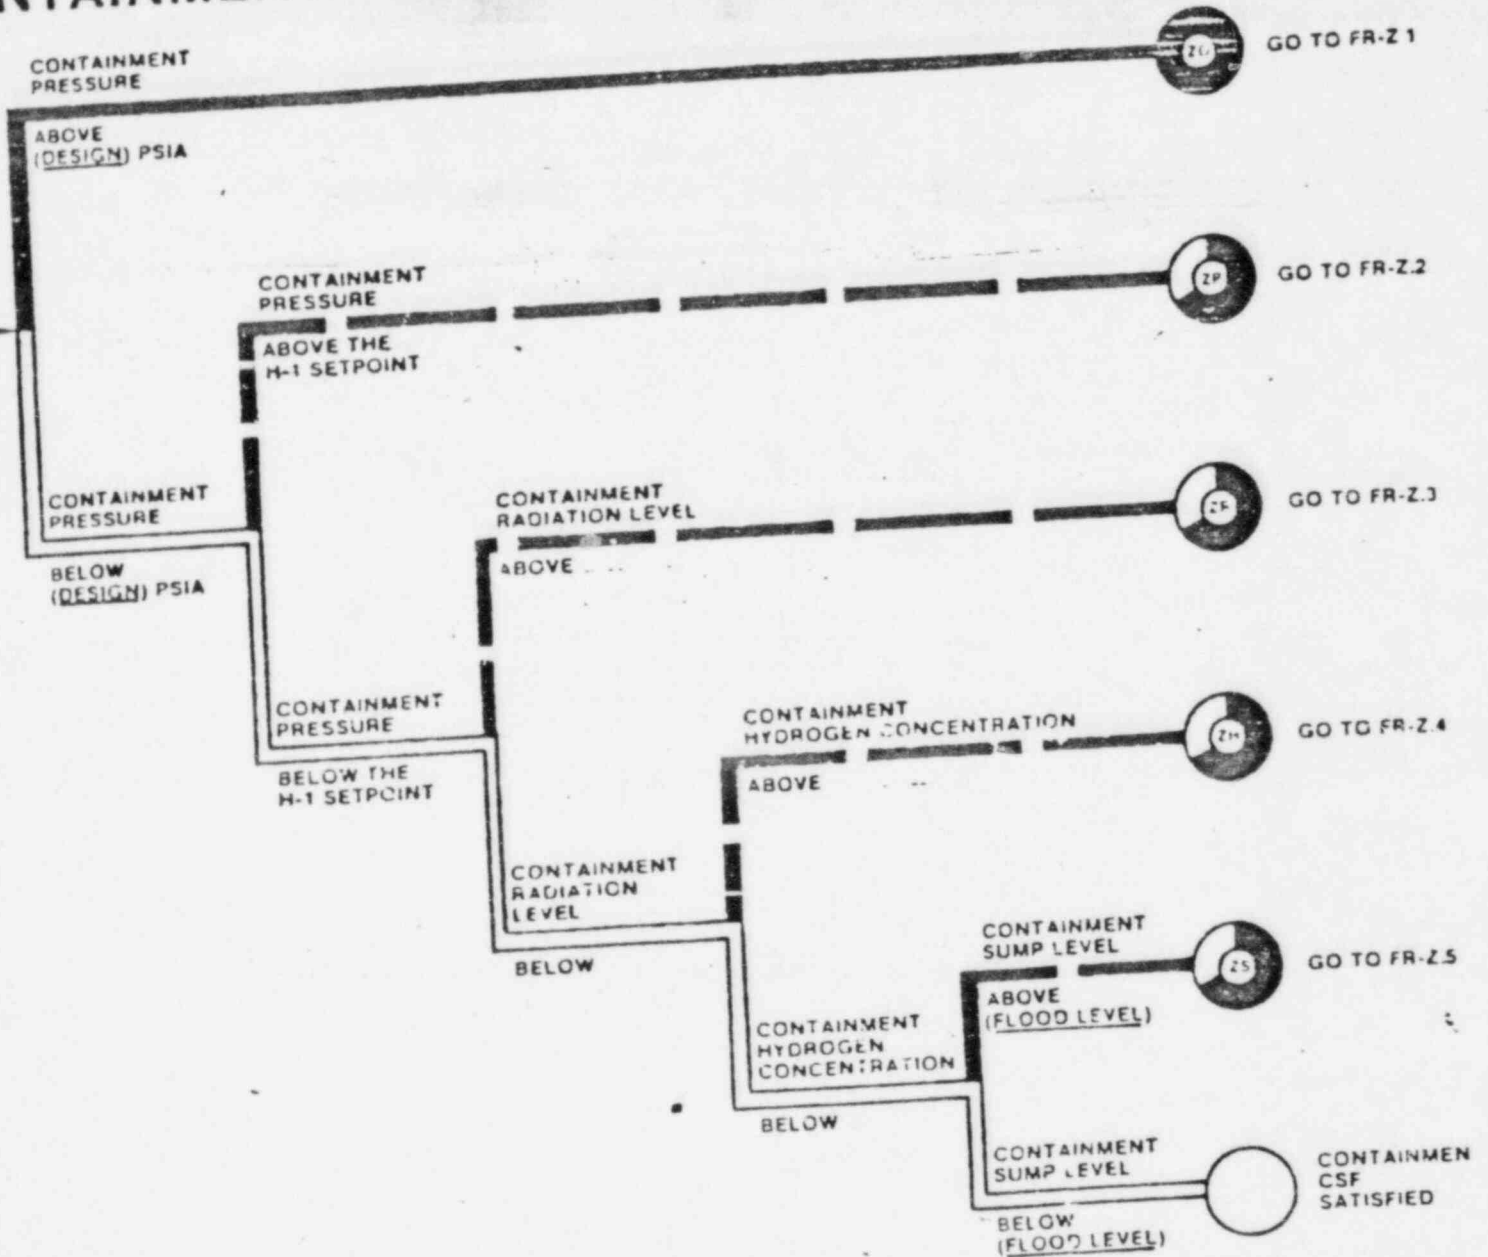 CONTAINMENT
PRESSURE
GO TO FR-Z 1
ABOVE
(DESIGN) PSIA
CONTAINMENT
PRESSURE
ZP
GO TO FR-Z.2
ABOVE THE
H-1 SETPOINT
CONTAINMENT
PRESSURE
BELOW
(DESIGN) PSIA
CONTAINMENT
RADIATION LEVEL
GO TO FR-Z.3
ABOVE
CONTAINMENT
PRESSURE
BELOW THE
H-1 SETPOINT
CONTAINMENT
HYDROGEN CONCENTRATION
ZH
GO TO FR-Z.4
ABOVE
CONTAINMENT
RADIATION
LEVEL
BELOW
CONTAINMENT
SUMP LEVEL
ZS
GO TO FR-Z.5
ABOVE
(FLOOD LEVEL)
CONTAINMENT
HYDROGEN
CONCENTRATION
BELOW
CONTAINMENT
SUMP LEVEL
BELOW
(FLOOD LEVEL)
CONTAINMEN
CSF
SATISFIED